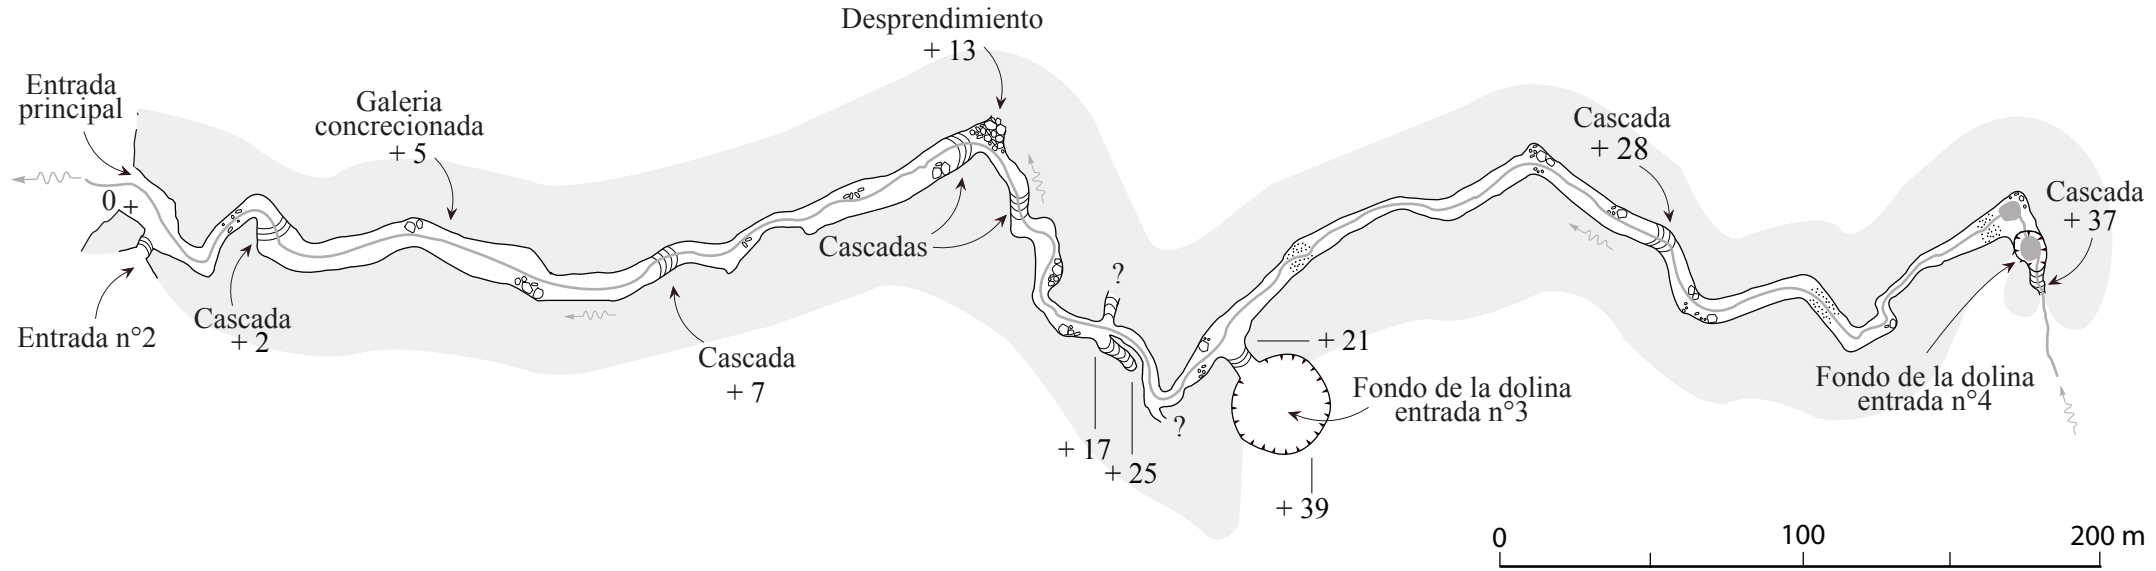 Desprendimiento
+ 13
Entrada
principal
Galeria
concrecionada
+ 5
Cascada
+ 28
Cascada
+ 37
0 +
Cascadas
?
Entrada n°2
Cascada
+ 2
Cascada
+ 7
+ 21
Fondo de la dolina
entrada n°3
Fondo de la dolina
entrada n°4
?
+ 17
+ 25
+ 39
0
100
200 m